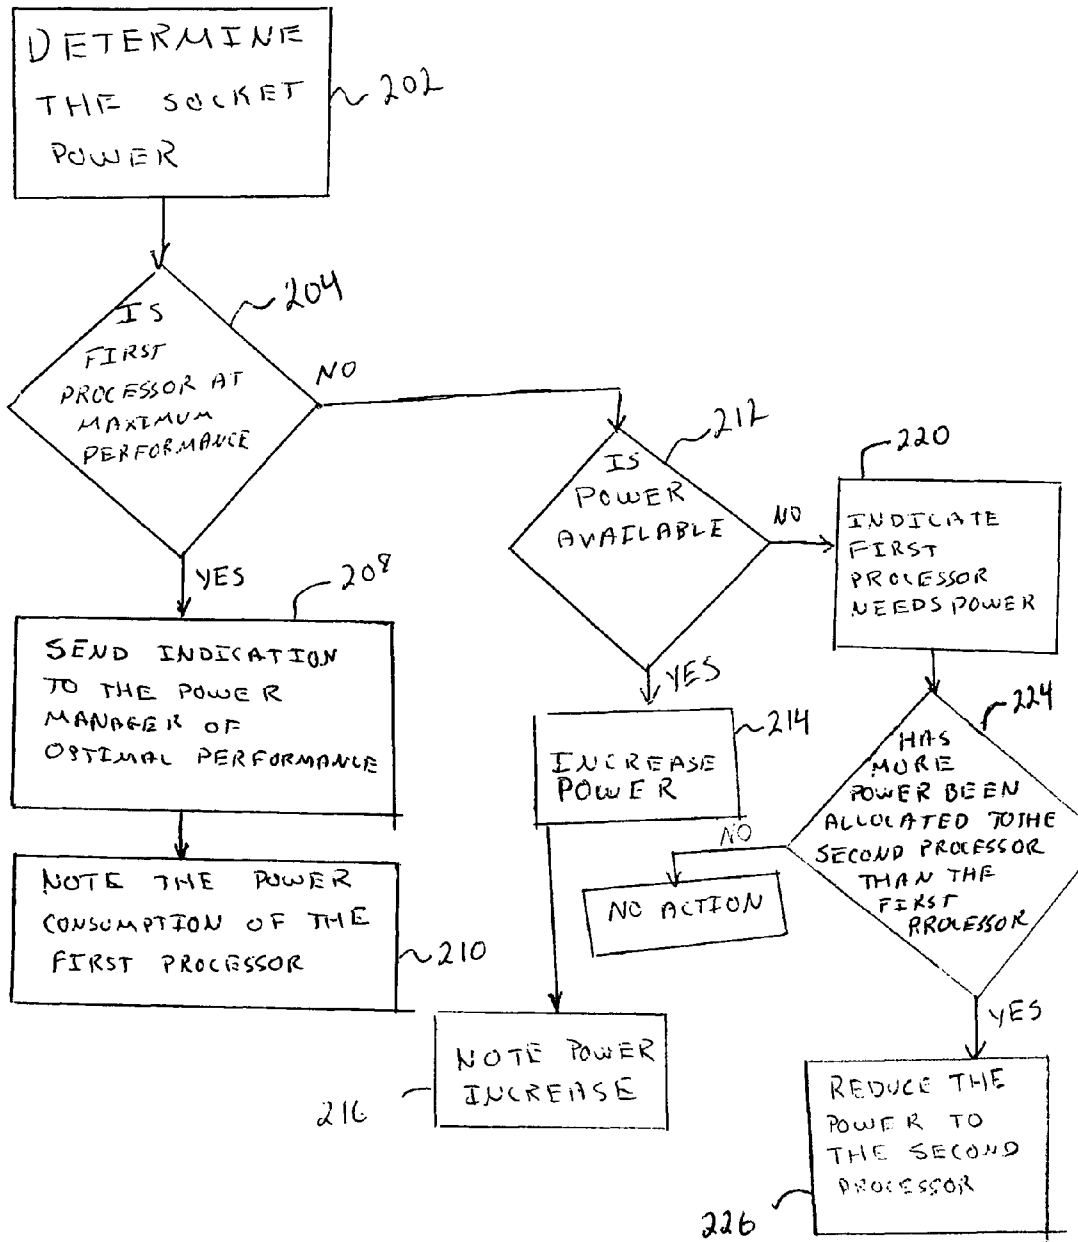 DETERMINE
THE SOCKET
POWER
202
IS
FIRST
PROCESSOR AT
MAXIMUM
PERFORMANCE
204
NO
YES
208
SEND INDICATION
TO THE POWER
MANAGER OF
OPTIMAL PERFORMANCE
NOTE THE POWER
CONSUMPTION OF THE
FIRST PROCESSOR
210
IS
POWER
AVAILABLE
212
NO
YES
INCREASE
POWER
214
NOTE POWER
INCREASE
216
220
INDICATE
FIRST
PROCESSOR
NEEDS POWER
224
HAS
MORE
POWER BEEN
ALLOCATED TO THE
SECOND PROCESSOR
THAN THE
FIRST
PROCESSOR
NO
NO ACTION
YES
REDUCE THE
POWER TO
THE SECOND
PROCESSOR
226